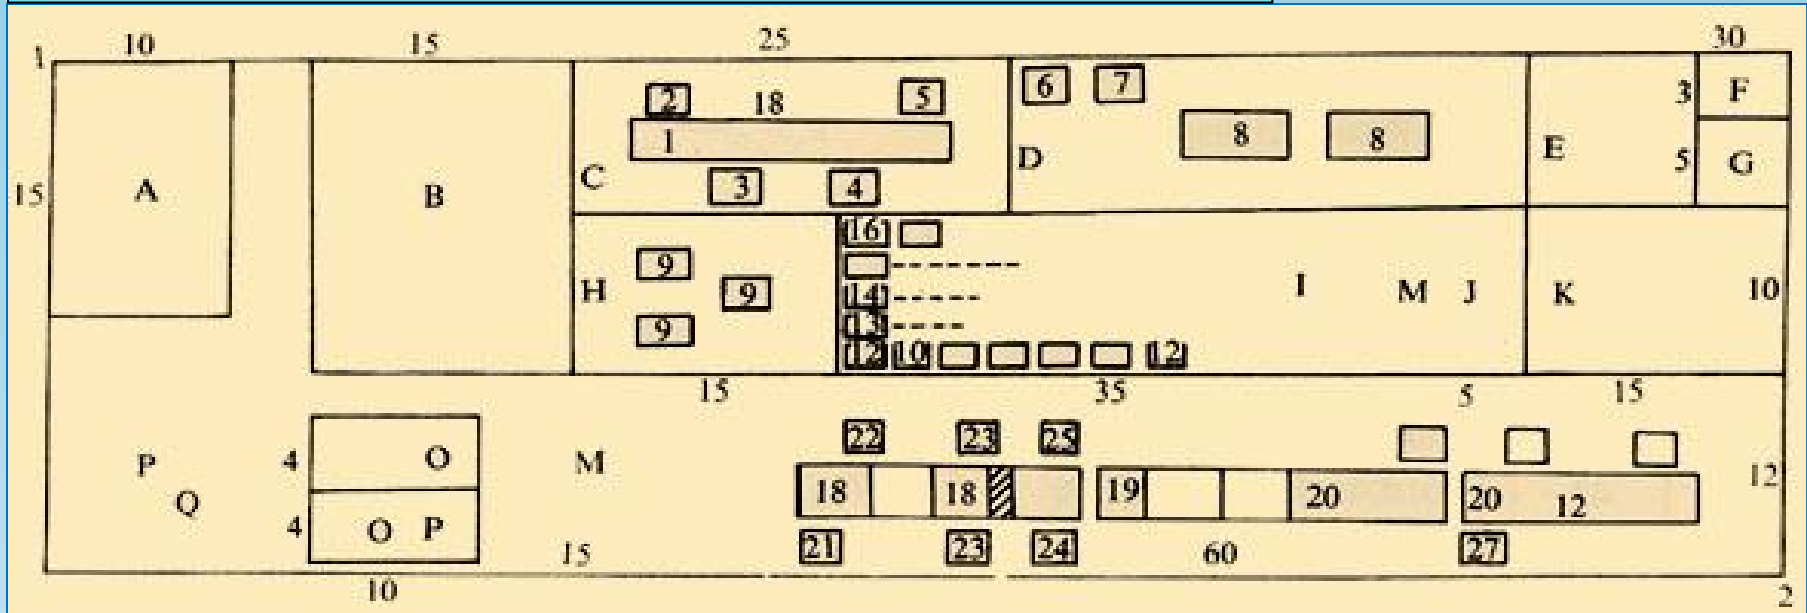 10 15 25 30
1
2 18 5 6 7 3 F
1 8 8
A B C 3 4 D E 5 G
15
16
H 9 9 14 I M J K 10
9 13
12 10 12
15 35 5 15
22 23 25
P 4 O M 12
Q 18 18 19 20 20 12
4 O P
21 23 24 27
15 60
10 2